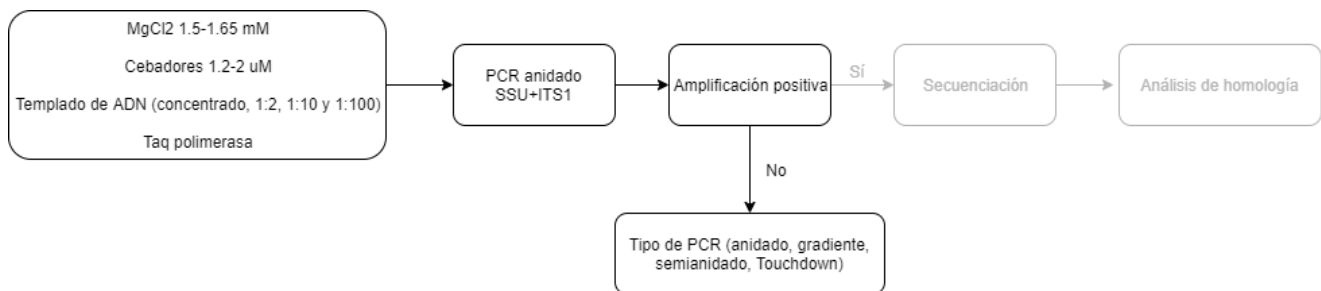 MgCl2 1.5-1.65 mM
Cebadores 1.2-2 uM
Templado de ADN (concentrado, 1:2, 1:10 y 1:100)
Taq polimerasa
PCR anidado
SSU+ITS1
Amplificación positiva
Sí
Secuenciación
Análisis de homología
No
Tipo de PCR (anidado, gradiente,
semianidado, Touchdown)